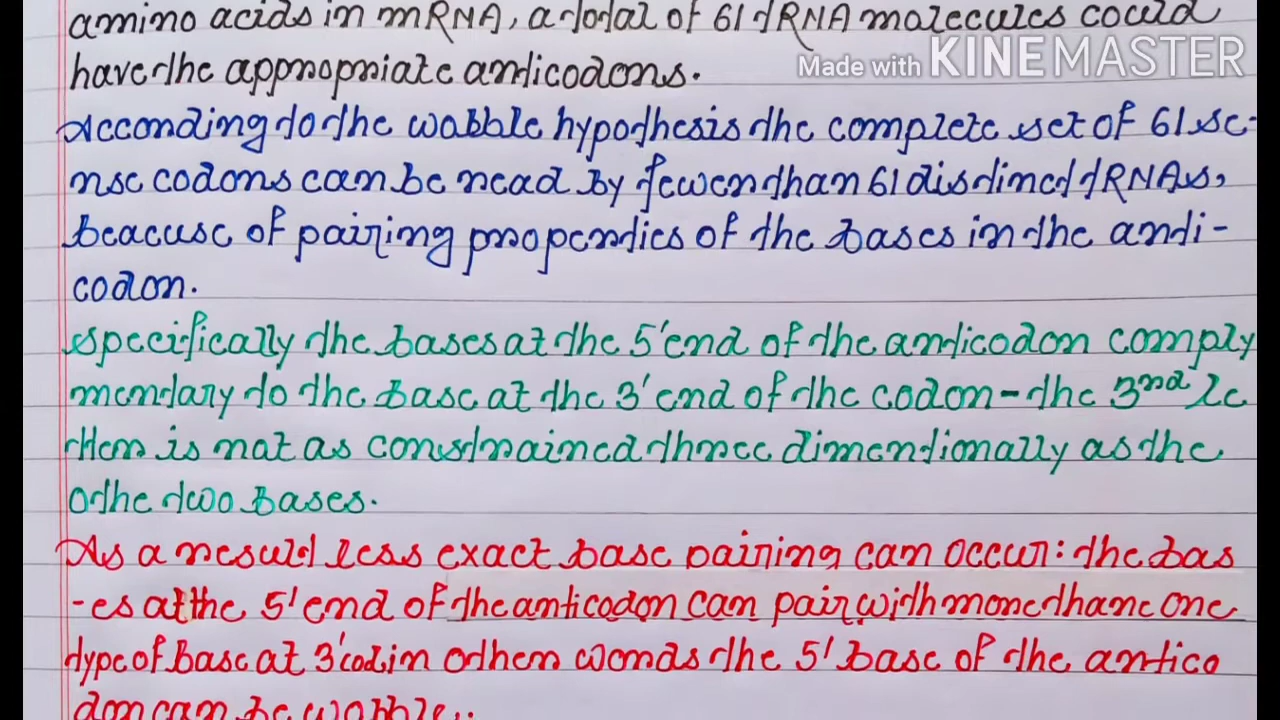 amino acids in mRNA, a total of 61 tRNA molecules could
Made with KINEMASTER
have the appropriate anticodons.
According to the wobble hypothesis the complete set of 61 se-
nse codons can be read by fewer than 61 distinct tRNAs,
beacuse of pairing properties of the bases in the anti-
codon.
Specifically the bases at the 5' end of the anticodon comply
mentary to the base at the 3' end of the codon - the 3rd le
tter is not as constrained three dimentionally as the
othe two bases.
As a result less exact base pairing can occur: the bas
-es at the 5' end of the anticodon can pair with more thane one
type of base at 3' cod.in other words the 5' base of the antico
don can be wobble.